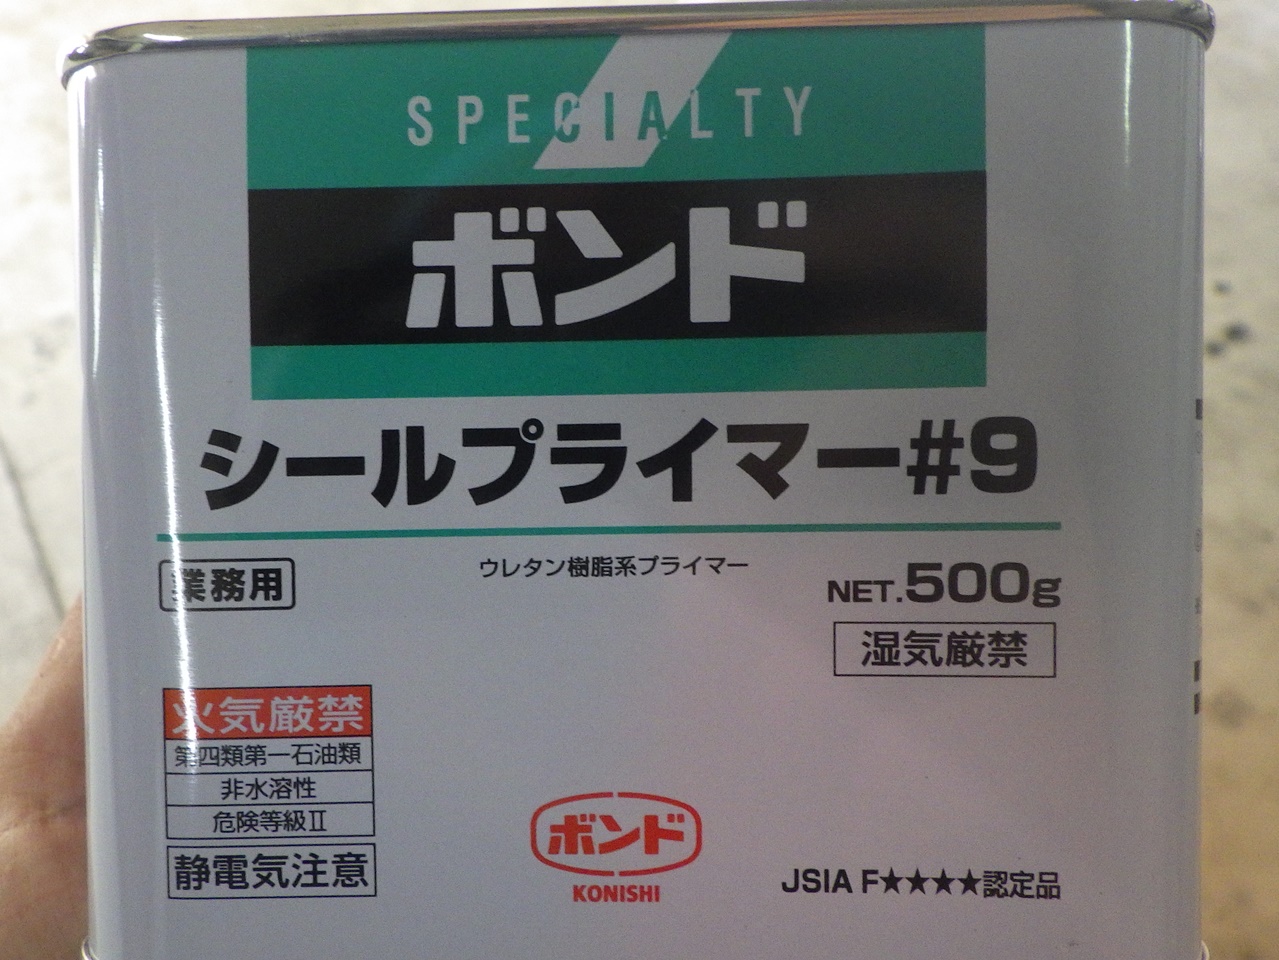 SPECIALTY
ボンド
シールプライマー#9
ウレタン樹脂系プライマー
業務用
NET.500g
湿気厳禁
火気厳禁
第四類第一石油類
非水溶性
危険等級Ⅱ
静電気注意
ボンド
KONISHI
JSIA F★★★★認定品